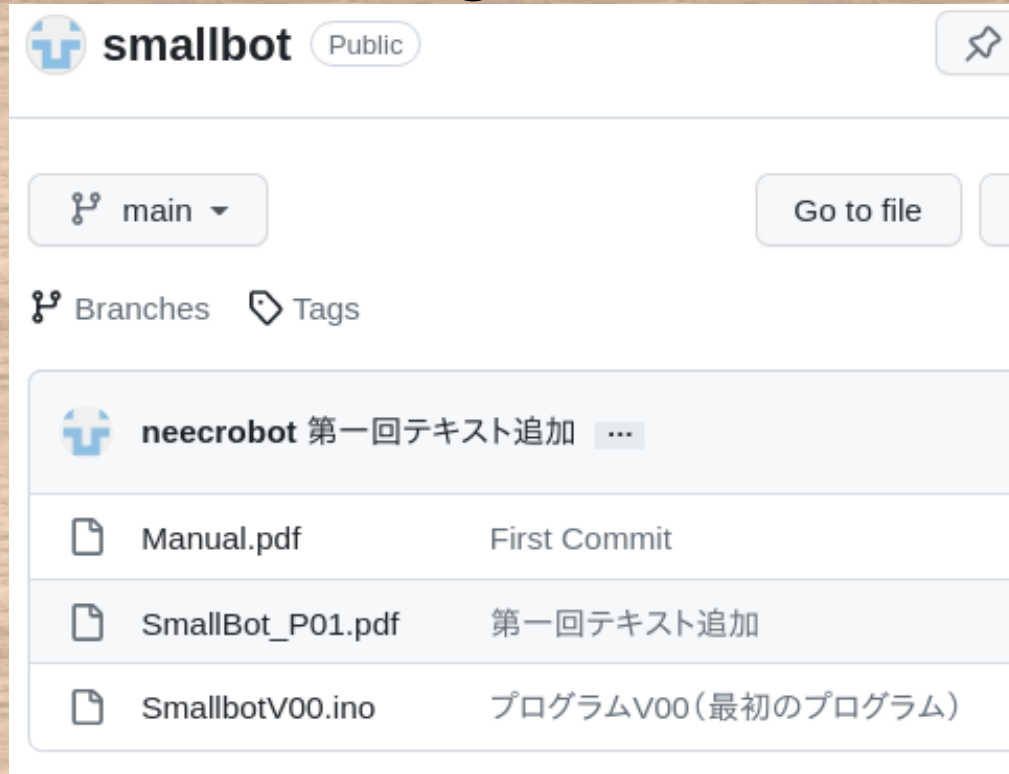 smallbot Public
main Go to file
Branches Tags
neecrobot 第一回テキスト追加 ...
Manual.pdf First Commit
SmallBot_P01.pdf 第一回テキスト追加
SmallbotV00.ino プログラムV00(最初のプログラム)